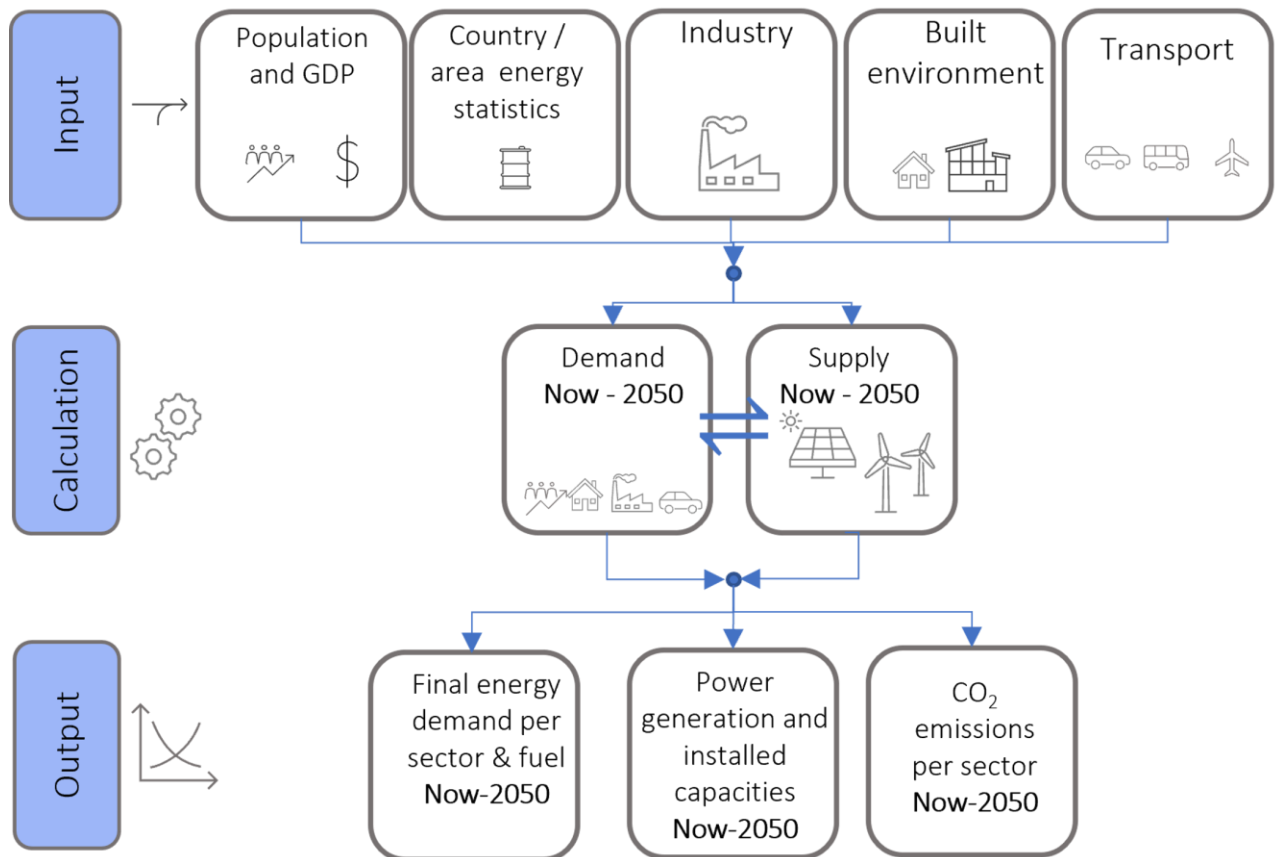 Input
Population
and GDP
$
Country /
area energy
statistics
Industry
Built
environment
Transport
Calculation
Demand
Now - 2050
Supply
Now - 2050
Output
Final energy
demand per
sector & fuel
Now-2050
Power
generation and
installed
capacities
Now-2050
CO₂
emissions
per sector
Now-2050